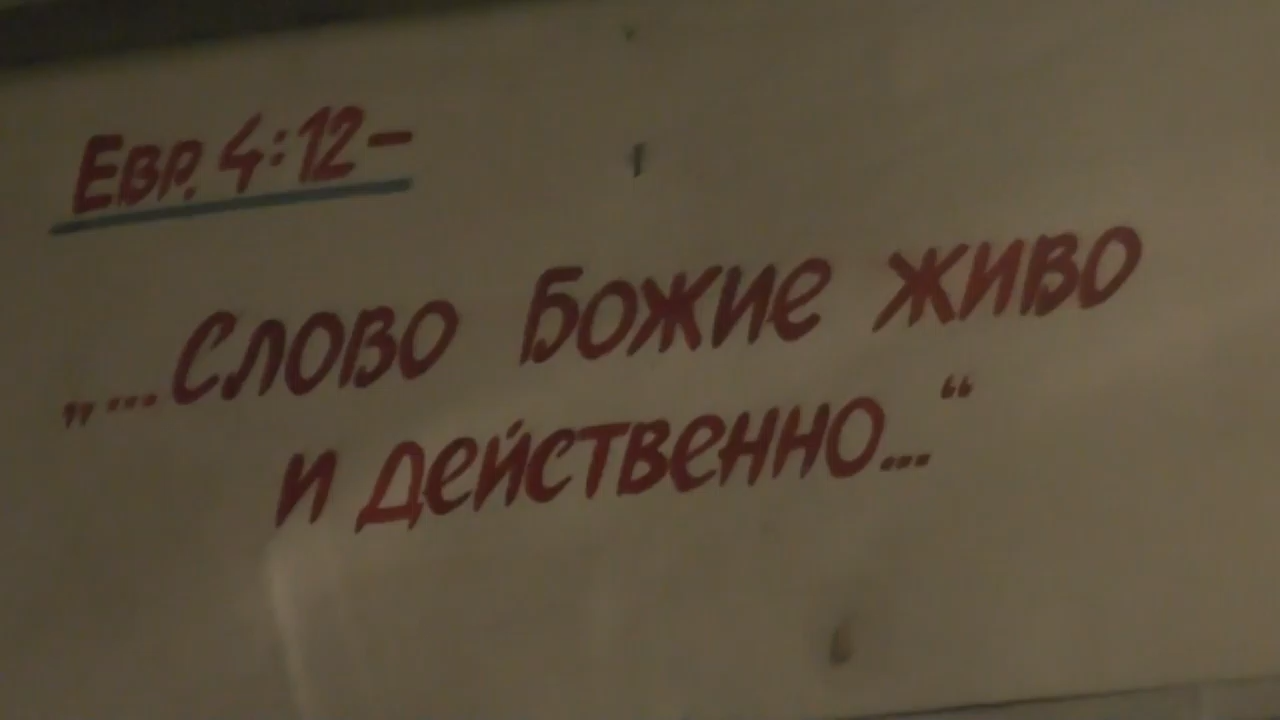 Евр. 4:12-
„...Слово Божие живо
и действенно...“